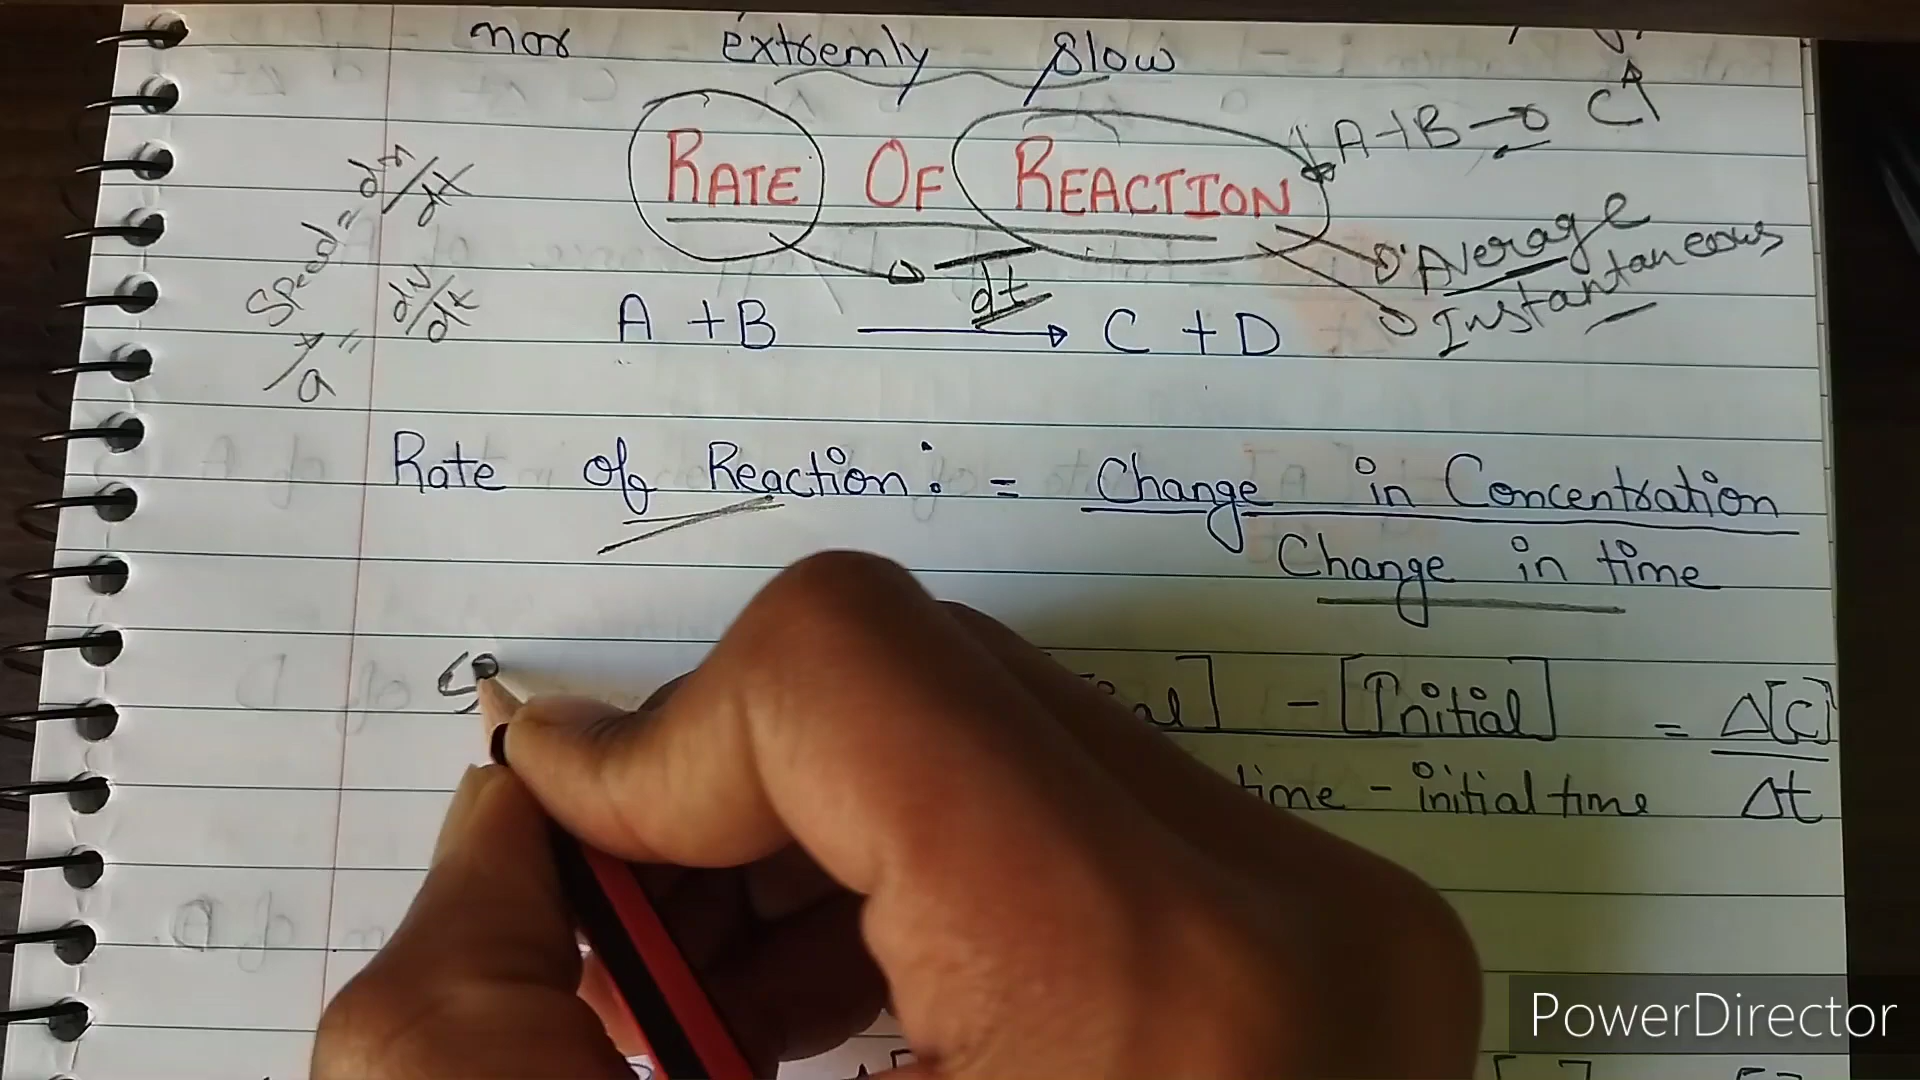 nor extremly slow
A+B → C
RATE OF REACTION
Speed = dx/dt
Average
dt
Instantaneous
dv/dt
A + B → C + D
a
Rate of Reaction: = Change in Concentration
Change in time
- [Initial] = Δ[C]
time - initial time Δt
PowerDirector